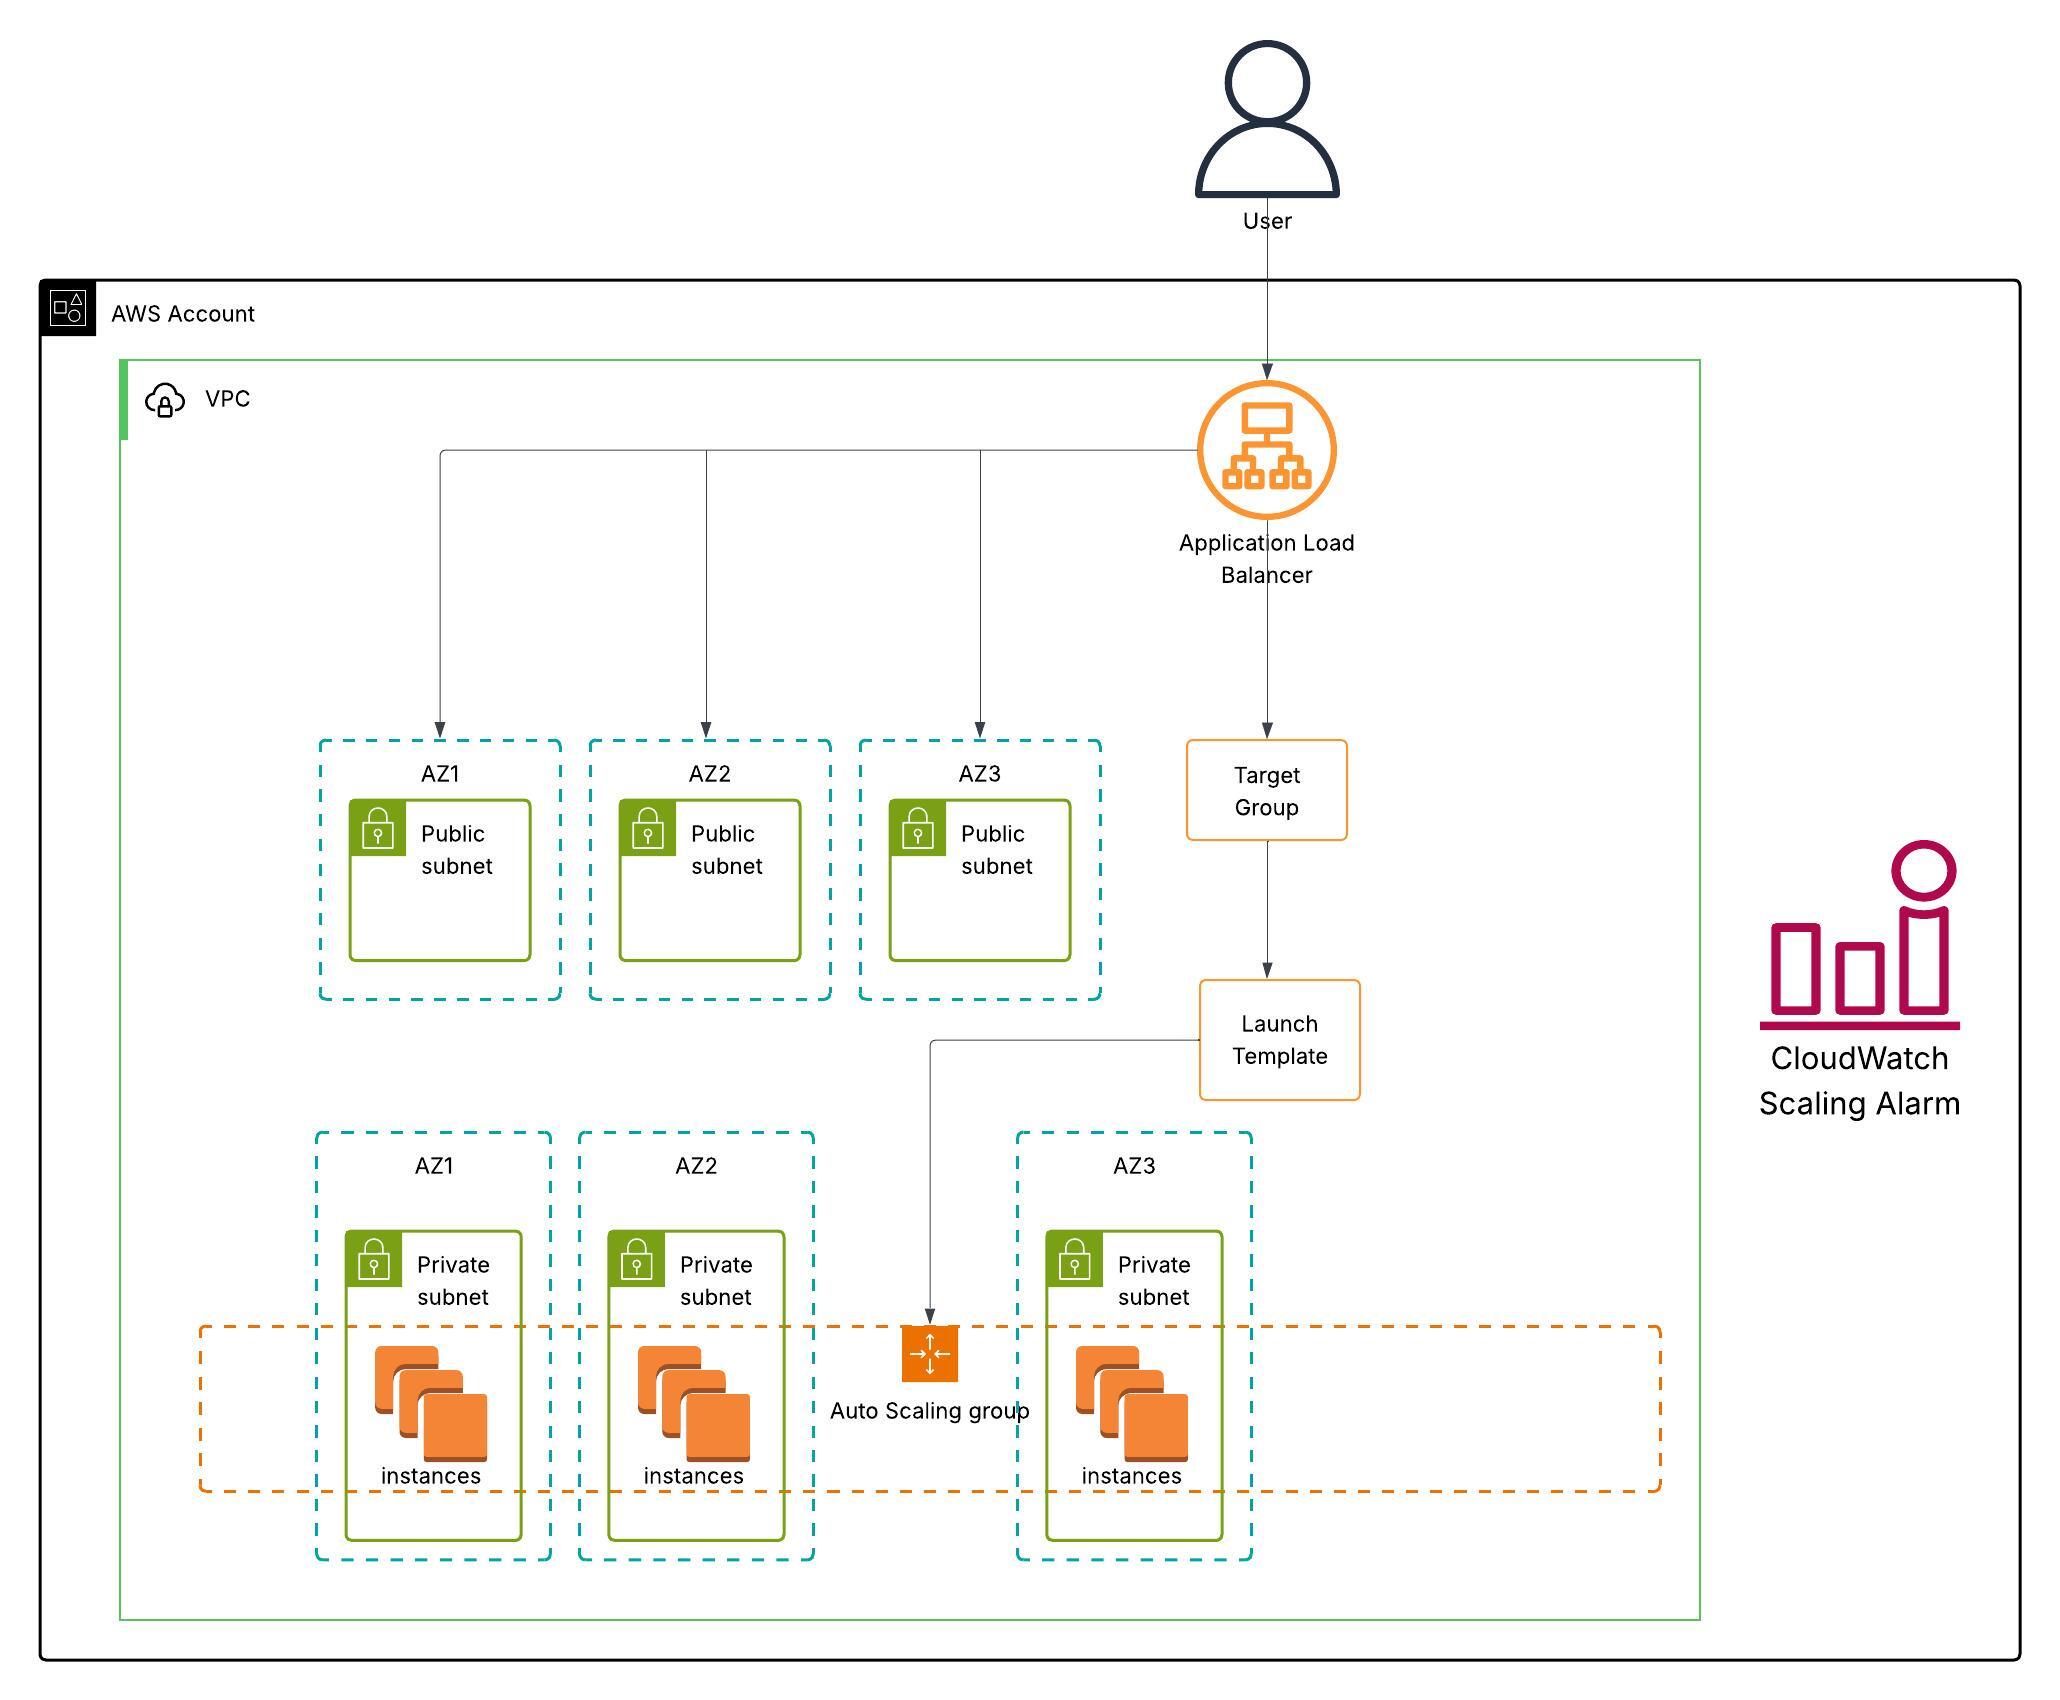 User
AWS Account
VPC
Application Load
Balancer
AZ1
AZ2
AZ3
Public
subnet
Public
subnet
Public
subnet
Target
Group
Launch
Template
CloudWatch
Scaling Alarm
AZ1
AZ2
AZ3
Private
subnet
Private
subnet
Private
subnet
Auto Scaling group
instances
instances
instances